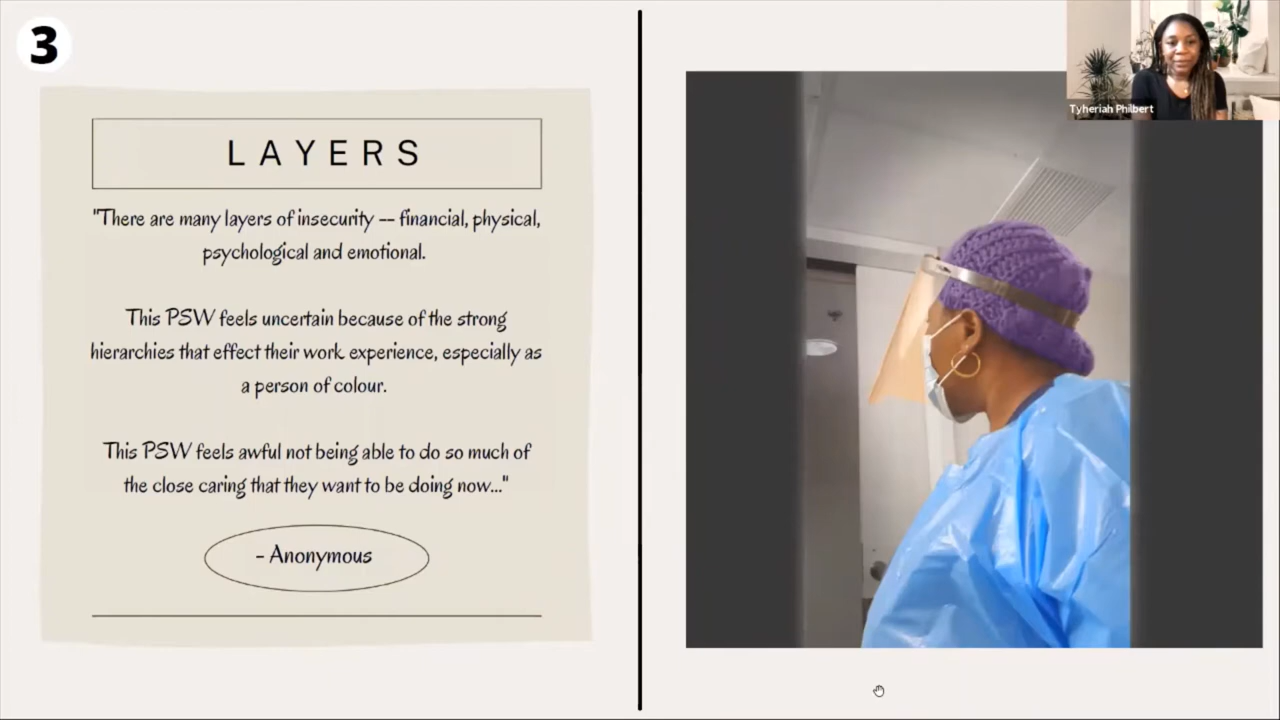 3
LAYERS
"There are many layers of insecurity -- financial, physical,
psychological and emotional.
This PSW feels uncertain because of the strong
hierarchies that effect their work experience, especially as
a person of colour.
This PSW feels awful not being able to do so much of
the close caring that they want to be doing now..."
- Anonymous
Tyheriah Philbert